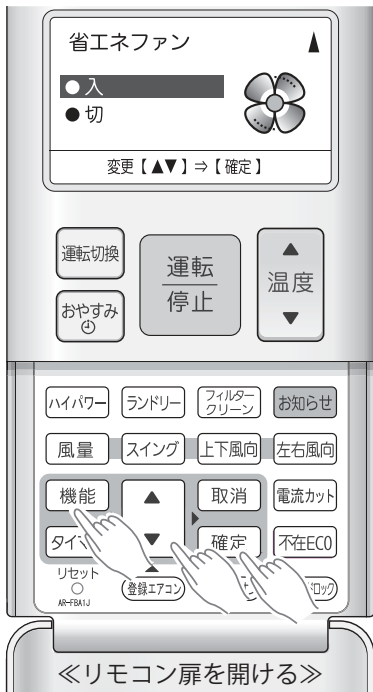 省エネファン
入
切
変更【▲▼】⇒【確定】
運転切換
運転
停止
温度
おやすみ
ハイパワー
ランドリー
フィルター
クリーン
お知らせ
風量
スイング
上下風向
左右風向
機能
取消
電流カット
確定
不在ECO
リセット
AR-FBA1J
登録エアコン
≪リモコン扉を開ける≫